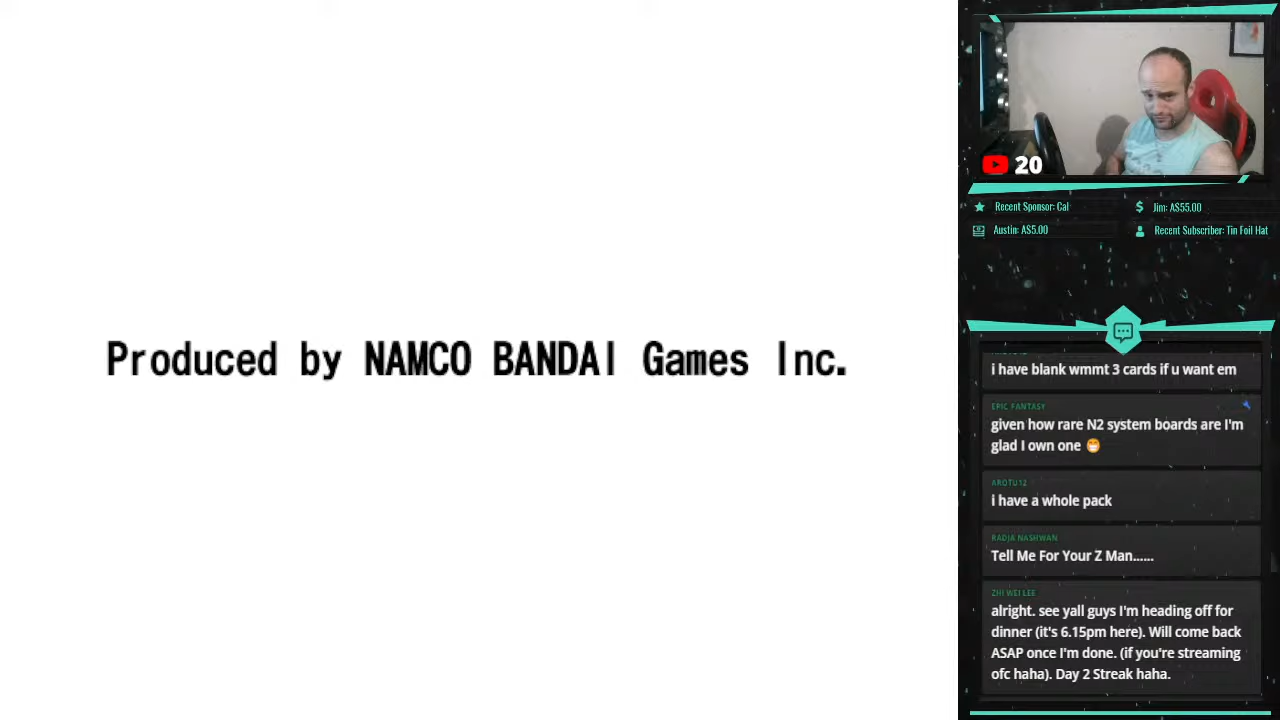 Produced by NAMCO BANDAI Games Inc.
20
Recent Sponsor: Cal
Jim: A$55.00
Austin: A$5.00
Recent Subscriber: Tin Foil Hat
i have blank wmmt 3 cards if u want em
EPIC FANTASY
given how rare N2 system boards are I'm
glad I own one 😁
AROTU12
i have a whole pack
RADJA NASHWAN
Tell Me For Your Z Man......
ZHI WEI LEE
alright. see yall guys I'm heading off for
dinner (it's 6.15pm here). Will come back
ASAP once I'm done. (if you're streaming
ofc haha). Day 2 Streak haha.